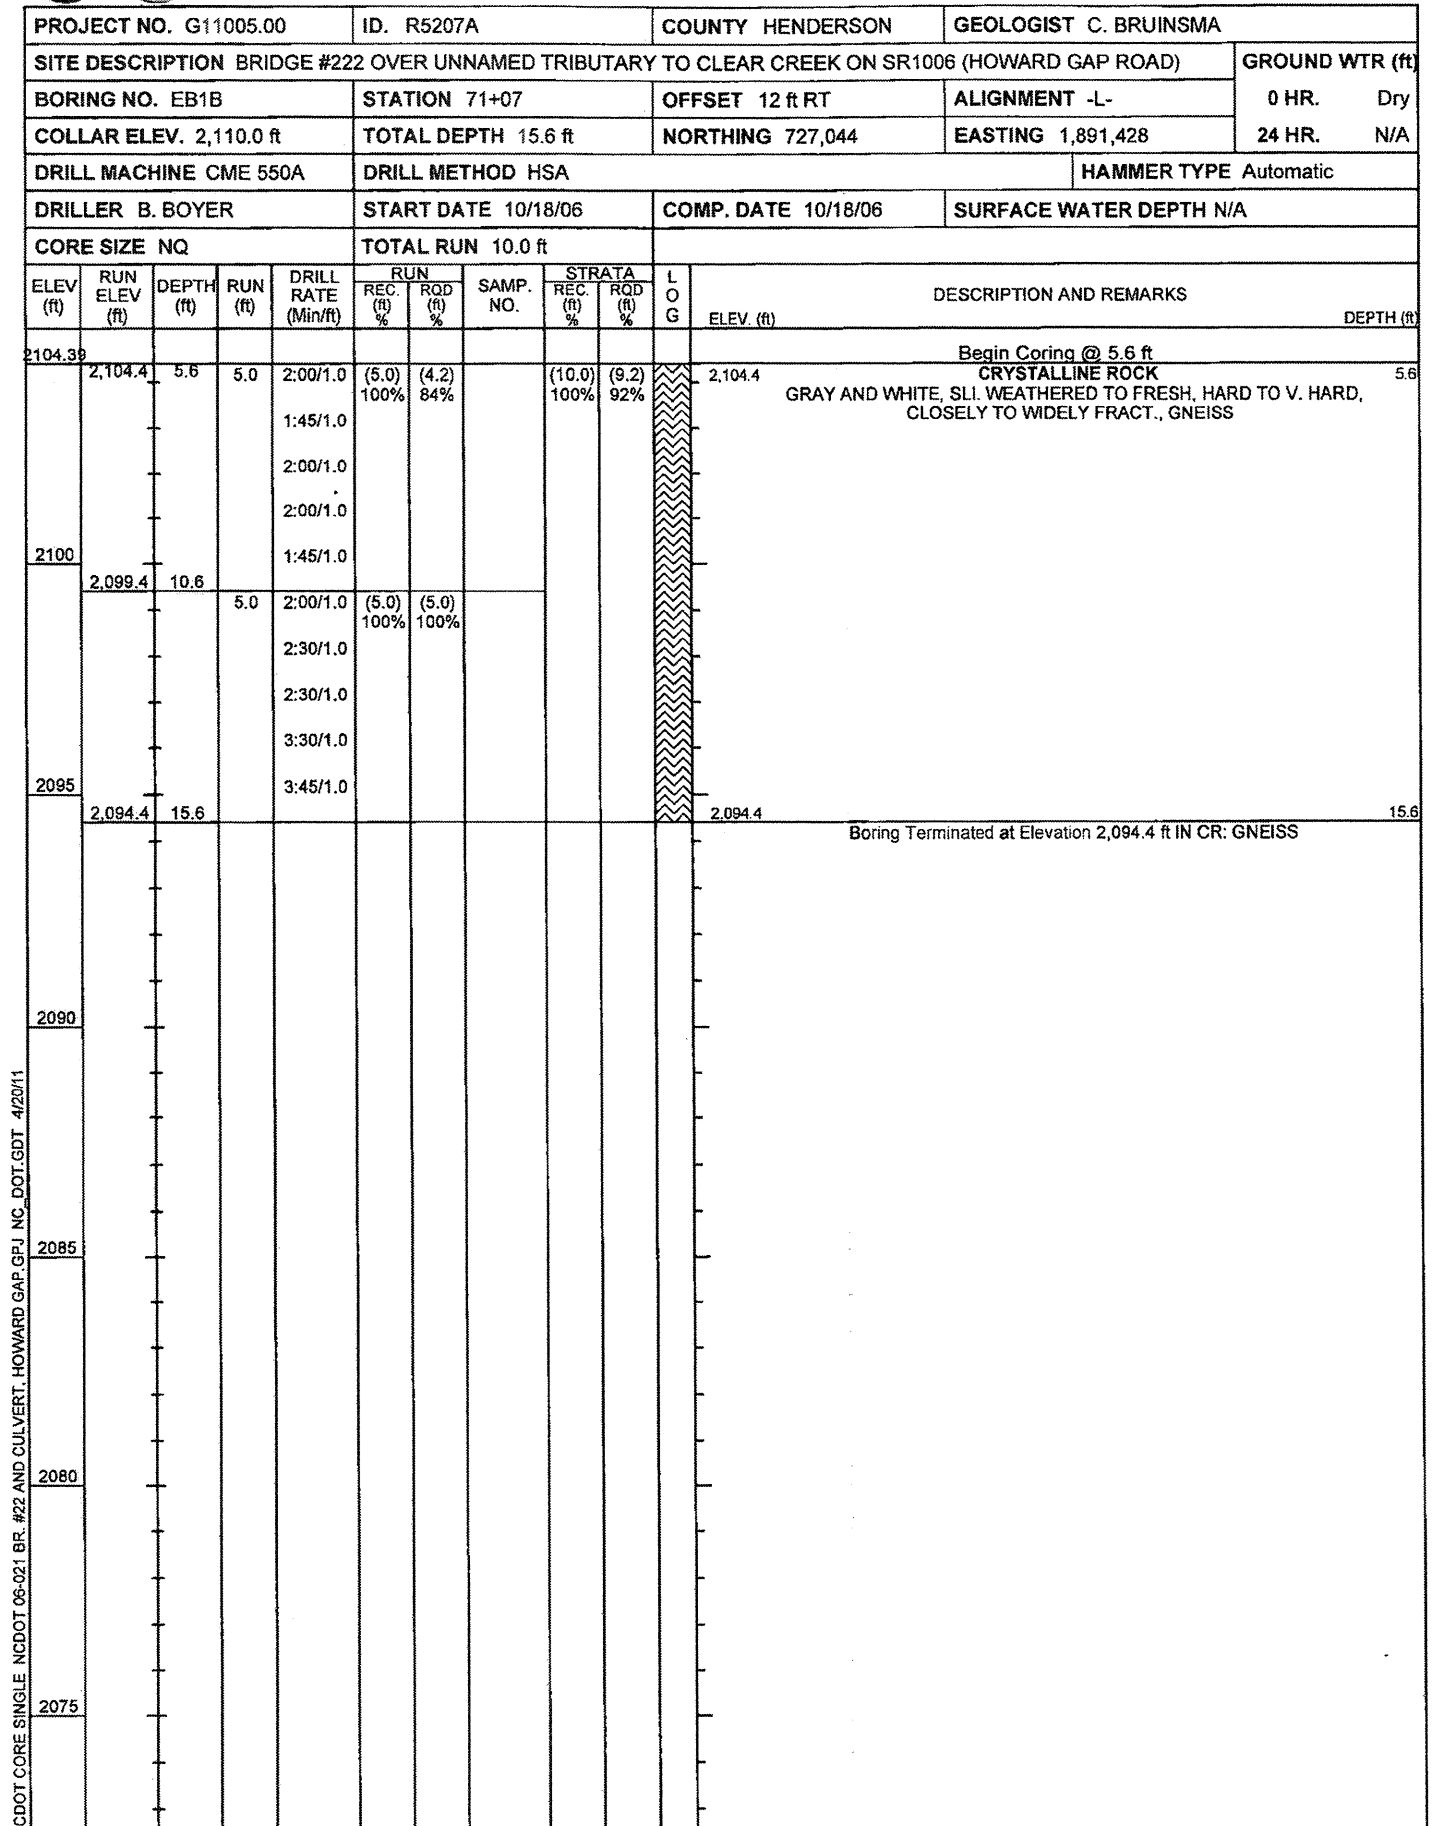 PROJECT NO. G11005.00 ID. R5207A COUNTY HENDERSON GEOLOGIST C. BRUINSMA
SITE DESCRIPTION BRIDGE #222 OVER UNNAMED TRIBUTARY TO CLEAR CREEK ON SR1006 (HOWARD GAP ROAD) GROUND WTR (ft)
BORING NO. EB1B STATION 71+07 OFFSET 12 ft RT ALIGNMENT -L- 0 HR. Dry
COLLAR ELEV. 2,110.0 ft TOTAL DEPTH 15.6 ft NORTHING 727,044 EASTING 1,891,428 24 HR. N/A
DRILL MACHINE CME 550A DRILL METHOD HSA HAMMER TYPE Automatic
DRILLER B. BOYER START DATE 10/18/06 COMP. DATE 10/18/06 SURFACE WATER DEPTH N/A
CORE SIZE NQ TOTAL RUN 10.0 ft
ELEV (ft) RUN ELEV (ft) DEPTH (ft) RUN (ft) DRILL RATE (Min/ft) RUN REC. (ft) % RQD (ft) % SAMP. NO. STRATA REC. (ft) % RQD (ft) % LOG ELEV. (ft) DESCRIPTION AND REMARKS DEPTH (ft)
2104.39 Begin Coring @ 5.6 ft
2,104.4 5.6 5.0 2:00/1.0 (5.0) (4.2) (10.0) (9.2) 2,104.4 CRYSTALLINE ROCK 5.6
100% 84% 100% 92% GRAY AND WHITE, SLI. WEATHERED TO FRESH, HARD TO V. HARD,
1:45/1.0 CLOSELY TO WIDELY FRACT., GNEISS
2:00/1.0
2:00/1.0
2100 1:45/1.0
2,099.4 10.6
5.0 2:00/1.0 (5.0) (5.0)
100% 100%
2:30/1.0
2:30/1.0
3:30/1.0
2095 3:45/1.0
2,094.4 15.6 2,094.4 15.6
Boring Terminated at Elevation 2,094.4 ft IN CR: GNEISS
2090
2085
2080
2075
CDOT CORE SINGLE NCDOT 06-021 BR. #22 AND CULVERT, HOWARD GAP.GPJ NC_DOT.GDT 4/20/11